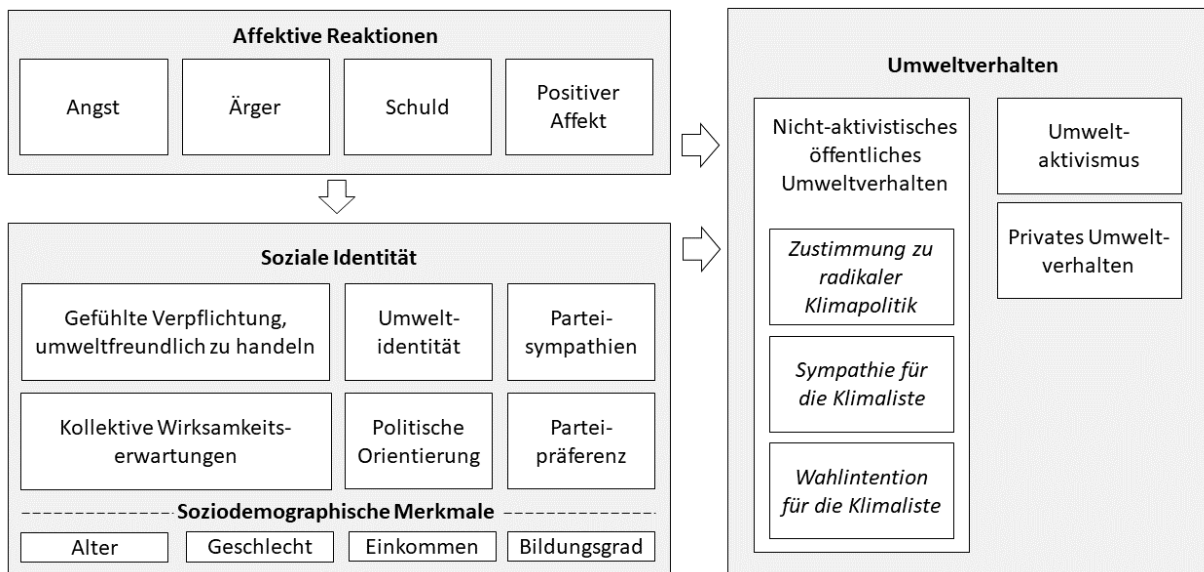 Affektive Reaktionen
Angst
Ärger
Schuld
Positiver
Affekt
Soziale Identität
Gefühlte Verpflichtung,
umweltfreundlich zu handeln
Umwelt-
identität
Partei-
sympathien
Kollektive Wirksamkeits-
erwartungen
Politische
Orientierung
Partei-
präferenz
Soziodemographische Merkmale
Alter
Geschlecht
Einkommen
Bildungsgrad
Umweltverhalten
Nicht-aktivistisches
öffentliches
Umweltverhalten
Zustimmung zu
radikaler
Klimapolitik
Sympathie für
die Klimaliste
Wahlintention
für die Klimaliste
Umwelt-
aktivismus
Privates Umwelt-
verhalten